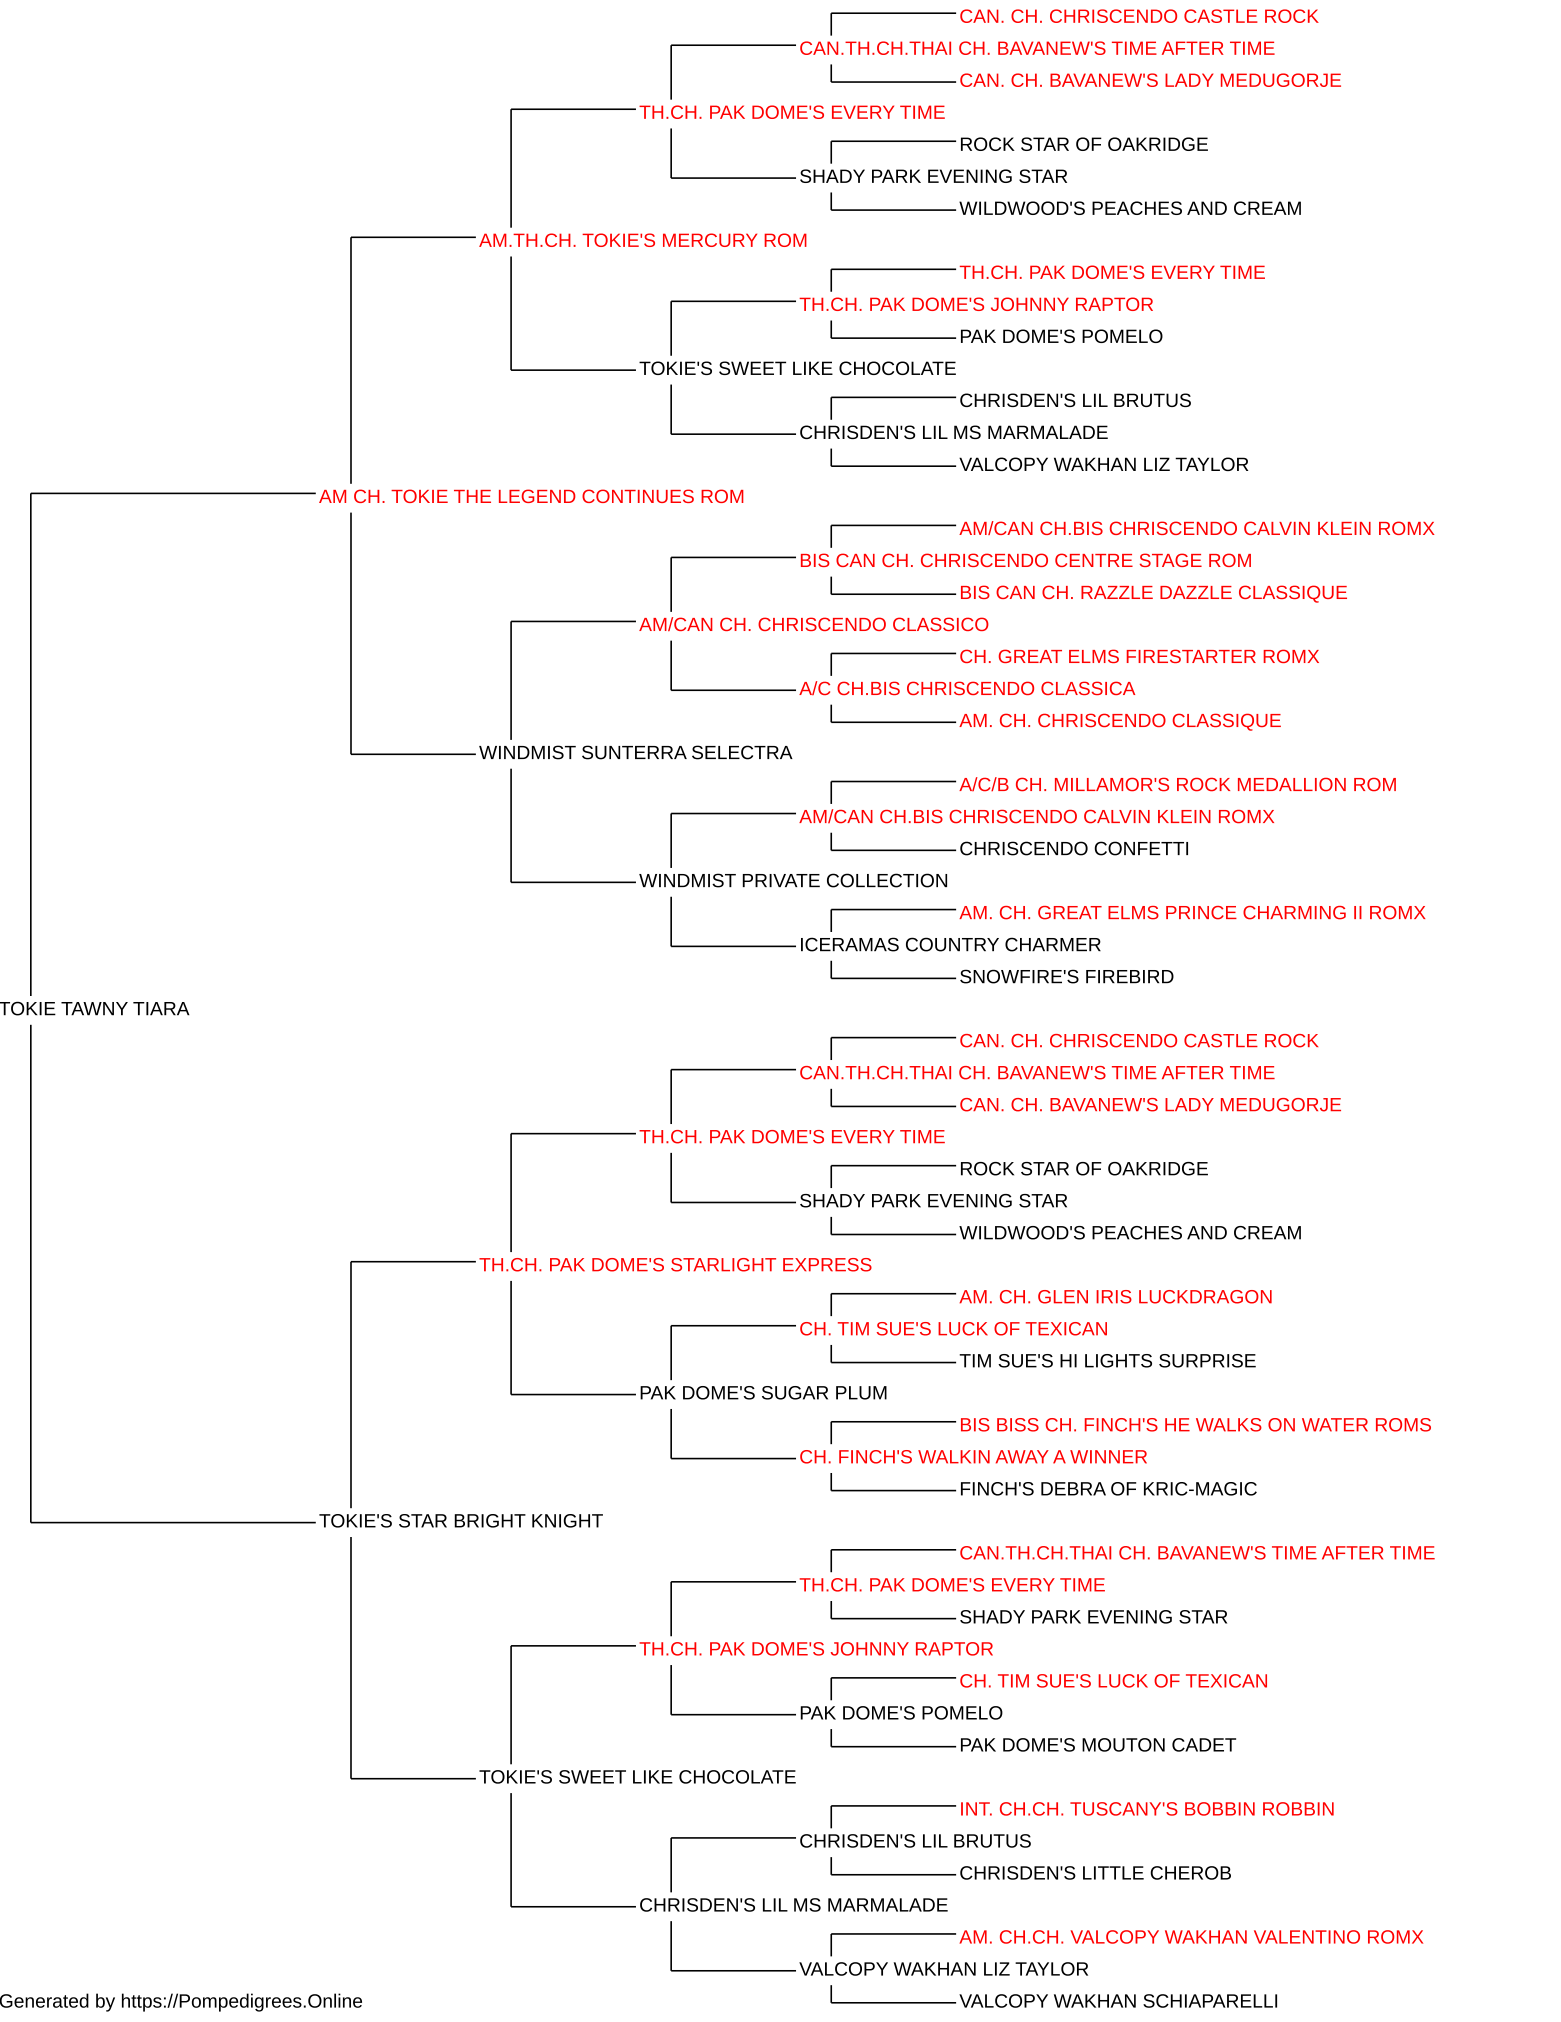 CAN. CH. CHRISCENDO CASTLE ROCK
CAN.TH.CH.THAI CH. BAVANEW'S TIME AFTER TIME
CAN. CH. BAVANEW'S LADY MEDUGORJE
TH.CH. PAK DOME'S EVERY TIME
ROCK STAR OF OAKRIDGE
SHADY PARK EVENING STAR
WILDWOOD'S PEACHES AND CREAM
AM.TH.CH. TOKIE'S MERCURY ROM
TH.CH. PAK DOME'S EVERY TIME
TH.CH. PAK DOME'S JOHNNY RAPTOR
PAK DOME'S POMELO
TOKIE'S SWEET LIKE CHOCOLATE
CHRISDEN'S LIL BRUTUS
CHRISDEN'S LIL MS MARMALADE
VALCOPY WAKHAN LIZ TAYLOR
AM CH. TOKIE THE LEGEND CONTINUES ROM
AM/CAN CH.BIS CHRISCENDO CALVIN KLEIN ROMX
BIS CAN CH. CHRISCENDO CENTRE STAGE ROM
BIS CAN CH. RAZZLE DAZZLE CLASSIQUE
AM/CAN CH. CHRISCENDO CLASSICO
CH. GREAT ELMS FIRESTARTER ROMX
A/C CH.BIS CHRISCENDO CLASSICA
AM. CH. CHRISCENDO CLASSIQUE
WINDMIST SUNTERRA SELECTRA
A/C/B CH. MILLAMOR'S ROCK MEDALLION ROM
AM/CAN CH.BIS CHRISCENDO CALVIN KLEIN ROMX
CHRISCENDO CONFETTI
WINDMIST PRIVATE COLLECTION
AM. CH. GREAT ELMS PRINCE CHARMING II ROMX
ICERAMAS COUNTRY CHARMER
SNOWFIRE'S FIREBIRD
TOKIE TAWNY TIARA
CAN. CH. CHRISCENDO CASTLE ROCK
CAN.TH.CH.THAI CH. BAVANEW'S TIME AFTER TIME
CAN. CH. BAVANEW'S LADY MEDUGORJE
TH.CH. PAK DOME'S EVERY TIME
ROCK STAR OF OAKRIDGE
SHADY PARK EVENING STAR
WILDWOOD'S PEACHES AND CREAM
TH.CH. PAK DOME'S STARLIGHT EXPRESS
AM. CH. GLEN IRIS LUCKDRAGON
CH. TIM SUE'S LUCK OF TEXICAN
TIM SUE'S HI LIGHTS SURPRISE
PAK DOME'S SUGAR PLUM
BIS BISS CH. FINCH'S HE WALKS ON WATER ROMS
CH. FINCH'S WALKIN AWAY A WINNER
FINCH'S DEBRA OF KRIC-MAGIC
TOKIE'S STAR BRIGHT KNIGHT
CAN.TH.CH.THAI CH. BAVANEW'S TIME AFTER TIME
TH.CH. PAK DOME'S EVERY TIME
SHADY PARK EVENING STAR
TH.CH. PAK DOME'S JOHNNY RAPTOR
CH. TIM SUE'S LUCK OF TEXICAN
PAK DOME'S POMELO
PAK DOME'S MOUTON CADET
TOKIE'S SWEET LIKE CHOCOLATE
INT. CH.CH. TUSCANY'S BOBBIN ROBBIN
CHRISDEN'S LIL BRUTUS
CHRISDEN'S LITTLE CHEROB
CHRISDEN'S LIL MS MARMALADE
AM. CH.CH. VALCOPY WAKHAN VALENTINO ROMX
VALCOPY WAKHAN LIZ TAYLOR
VALCOPY WAKHAN SCHIAPARELLI
Generated by https://Pompedigrees.Online